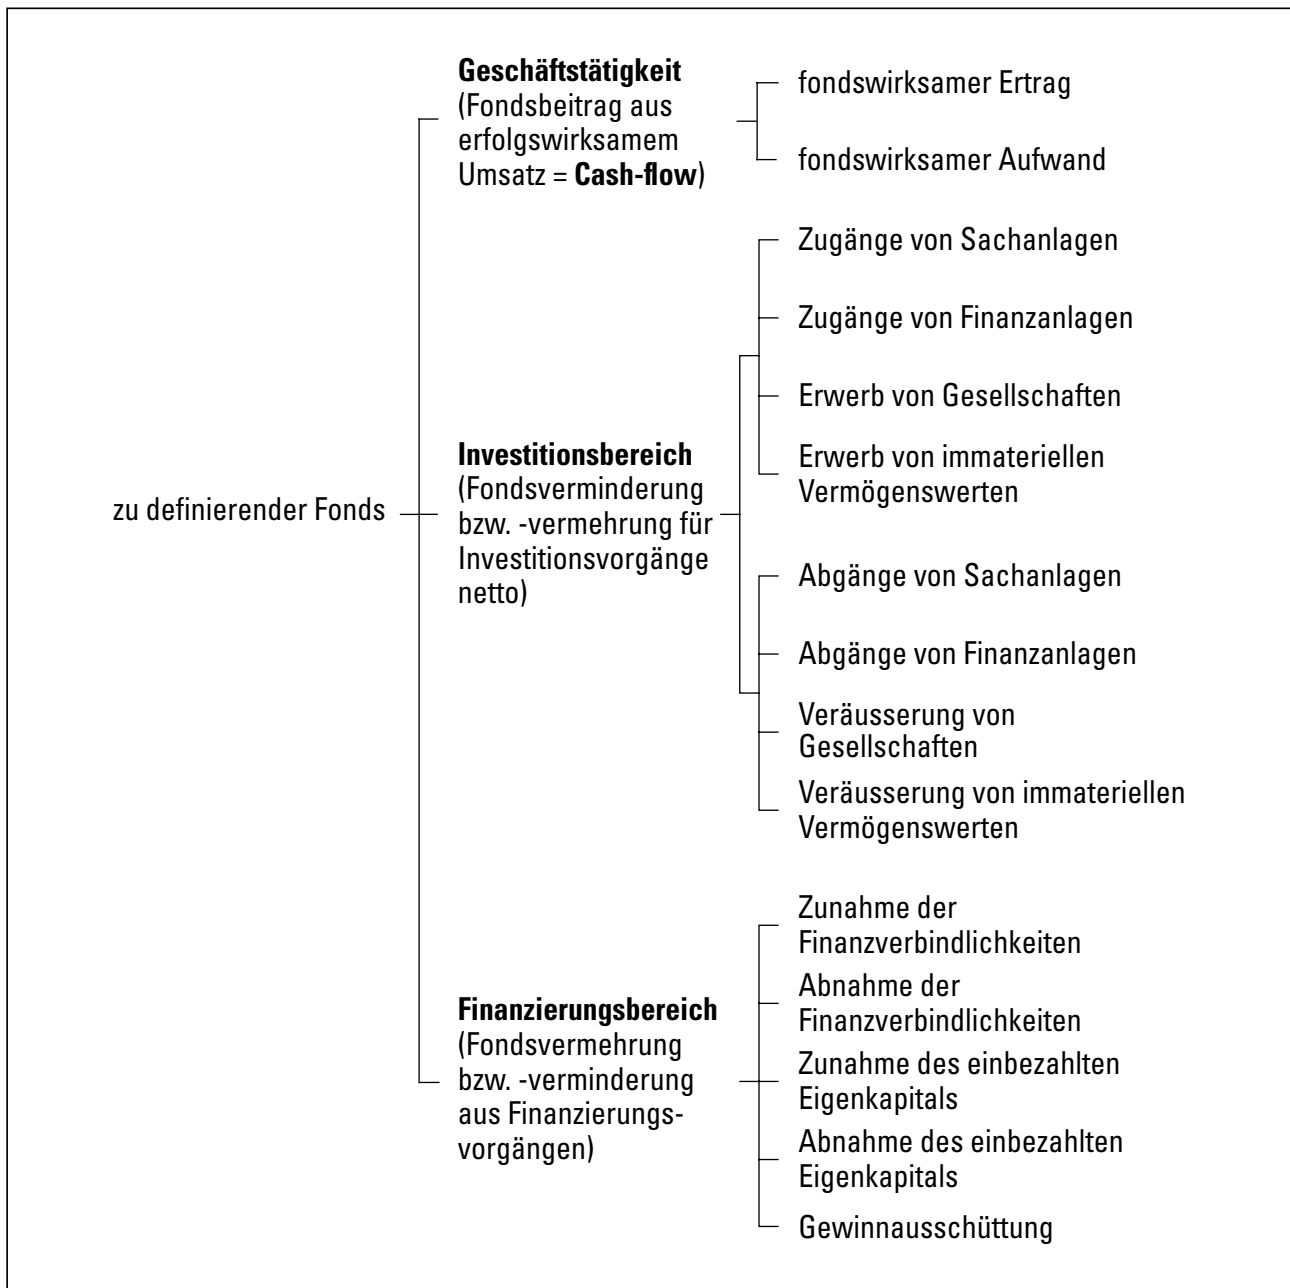 zu definierender Fonds
Geschäftstätigkeit
(Fondsbeitrag aus
erfolgswirksamem
Umsatz = Cash-flow)
fondswirksamer Ertrag
fondswirksamer Aufwand
Investitionsbereich
(Fondsverminderung
bzw. -vermehrung für
Investitionsvorgänge
netto)
Zugänge von Sachanlagen
Zugänge von Finanzanlagen
Erwerb von Gesellschaften
Erwerb von immateriellen
Vermögenswerten
Abgänge von Sachanlagen
Abgänge von Finanzanlagen
Veräusserung von
Gesellschaften
Veräusserung von immateriellen
Vermögenswerten
Finanzierungsbereich
(Fondsvermehrung
bzw. -verminderung
aus Finanzierungs-
vorgängen)
Zunahme der
Finanzverbindlichkeiten
Abnahme der
Finanzverbindlichkeiten
Zunahme des einbezahlten
Eigenkapitals
Abnahme des einbezahlten
Eigenkapitals
Gewinnausschüttung